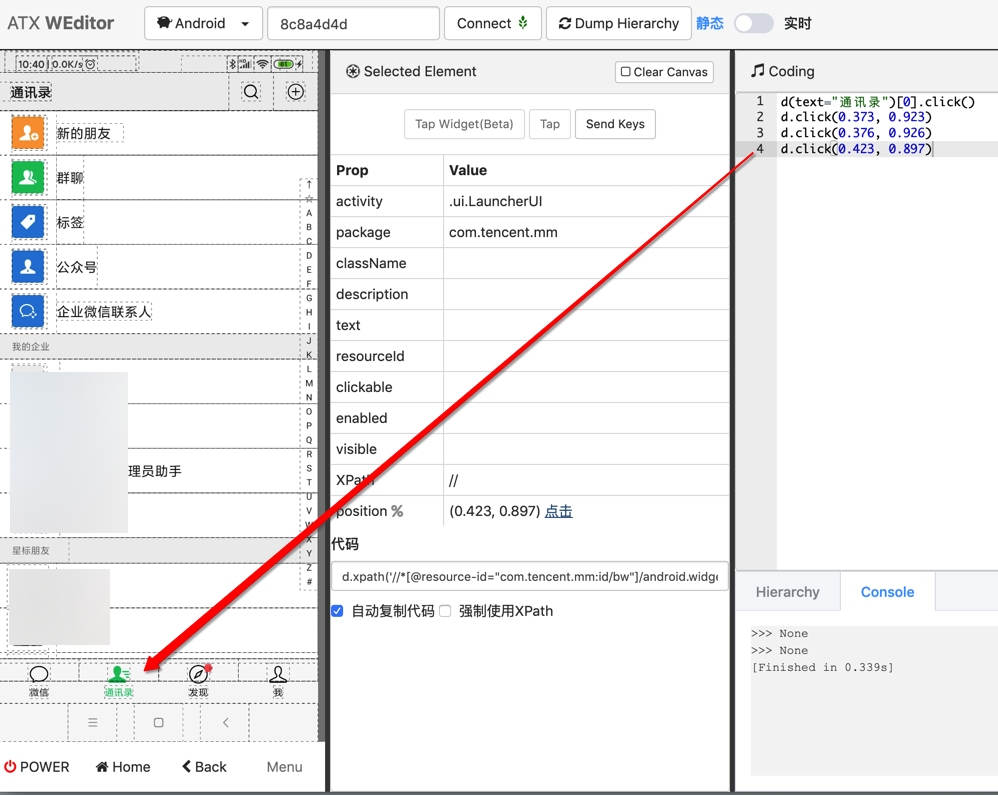 ATX WEditor
Android
8c8a4d4d
Connect
Dump Hierarchy
静态
实时
10:40 0.0K/s
通讯录
新的朋友
群聊
标签
公众号
企业微信联系人
我的企业
理员助手
星标朋友
↑
☆
A
B
C
D
E
F
G
H
I
J
K
L
M
N
O
P
Q
R
S
T
U
V
W
X
Y
Z
#
微信
通讯录
发现
我
POWER
Home
Back
Menu
Selected Element
Clear Canvas
Tap Widget(Beta)
Tap
Send Keys
Prop Value
activity .ui.LauncherUI
package com.tencent.mm
className
description
text
resourceId
clickable
enabled
visible
XPath //
position % (0.423, 0.897) 点击
代码
d.xpath('//*[@resource-id="com.tencent.mm:id/bw"]/android.widge
自动复制代码 强制使用XPath
Coding
1 d(text="通讯录")[0].click()
2 d.click(0.373, 0.923)
3 d.click(0.376, 0.926)
4 d.click(0.423, 0.897)
Hierarchy
Console
>>> None
>>> None
[Finished in 0.339s]